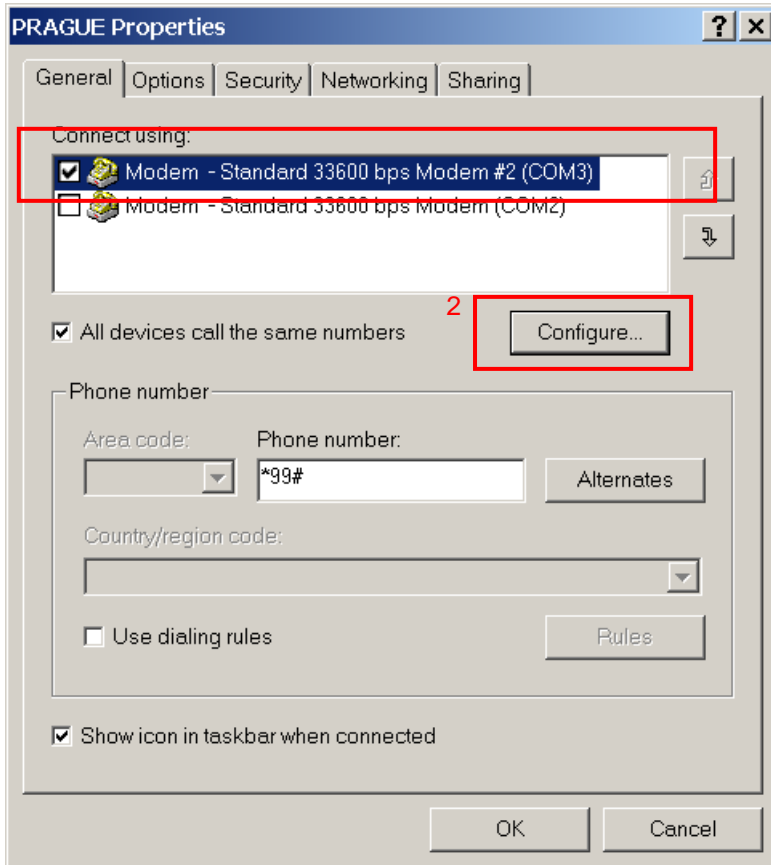 PRAGUE Properties
General Options Security Networking Sharing
Connect using:
Modem - Standard 33600 bps Modem #2 (COM3)
Modem - Standard 33600 bps Modem (COM2)
2
All devices call the same numbers Configure...
Phone number
Area code: Phone number:
*99# Alternates
Country/region code:
Use dialing rules Rules
Show icon in taskbar when connected
OK Cancel